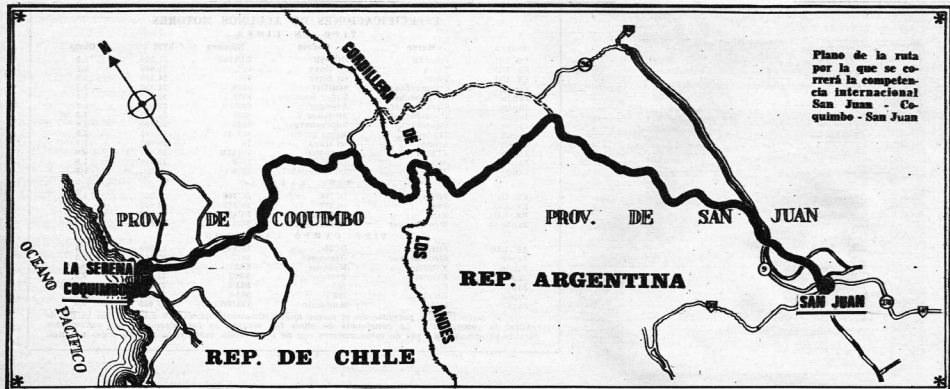 Plano de la ruta
por la que se co-
rrerá la competen-
cia internacional
San Juan - Co-
quimbo - San Juan
N
CORDILLERA
DE
LOS
ANDES
PROV. DE COQUIMBO
PROV. DE SAN JUAN
OCEANO
PACÍFICO
LA SERENA
COQUIMBO
REP. ARGENTINA
SAN JUAN
REP. DE CHILE